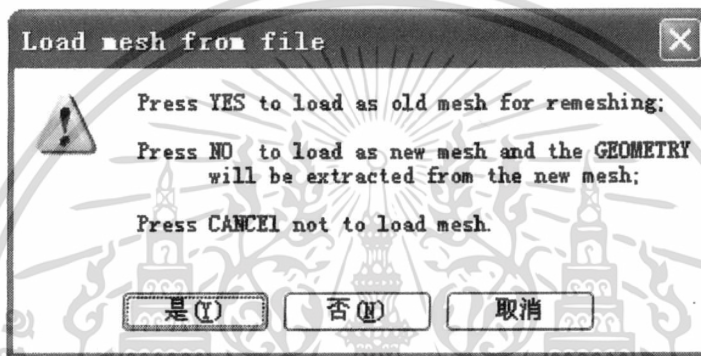 Load mesh from file
Press YES to load as old mesh for remeshing;
Press NO to load as new mesh and the GEOMETRY
will be extracted from the new mesh;
Press CANCEL not to load mesh.
是(Y)
否(N)
取消